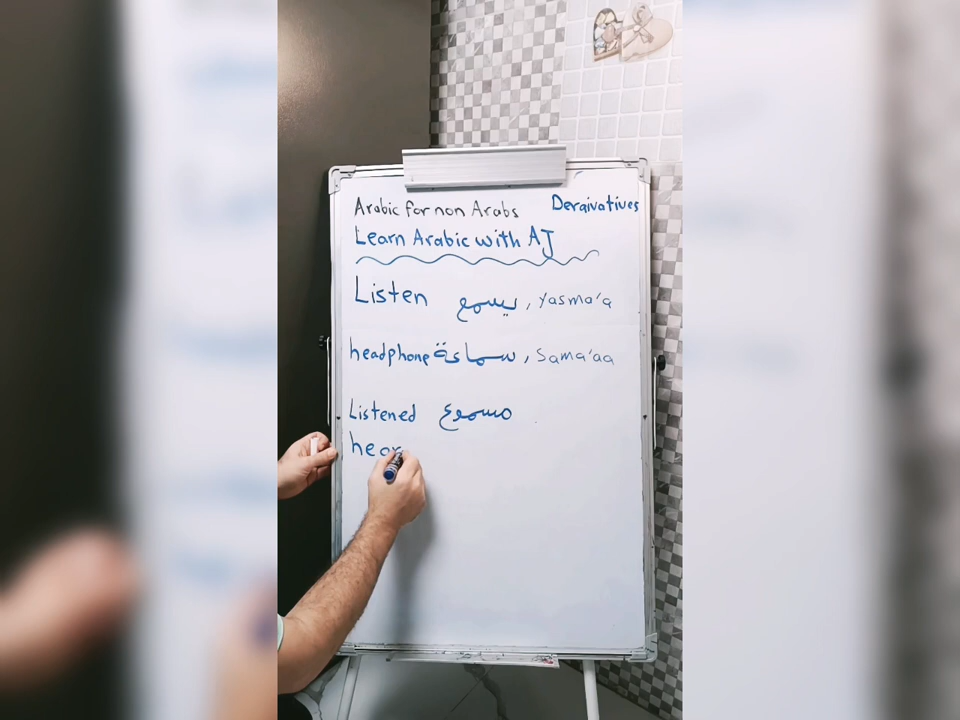 Arabic for non Arabs
Deraivatives
Learn Arabic with AJ
Listen يسمع , Yasma'a
headphone سماعة , Sama'aa
Listened مسموع
hear